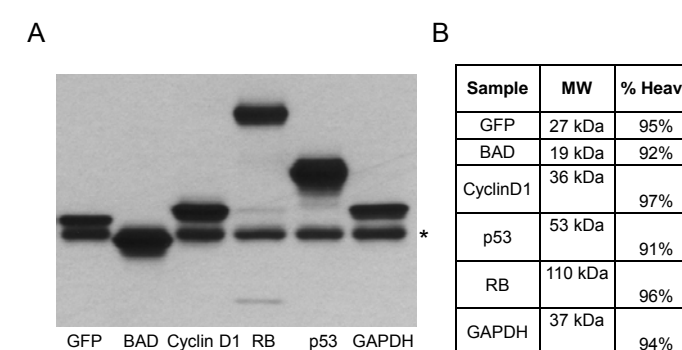 A
B
Sample MW % Heav
GFP 27 kDa 95%
BAD 19 kDa 92%
CyclinD1 36 kDa 97%
p53 53 kDa 91%
RB 110 kDa 96%
GAPDH 37 kDa 94%
*
GFP BAD Cyclin D1 RB p53 GAPDH